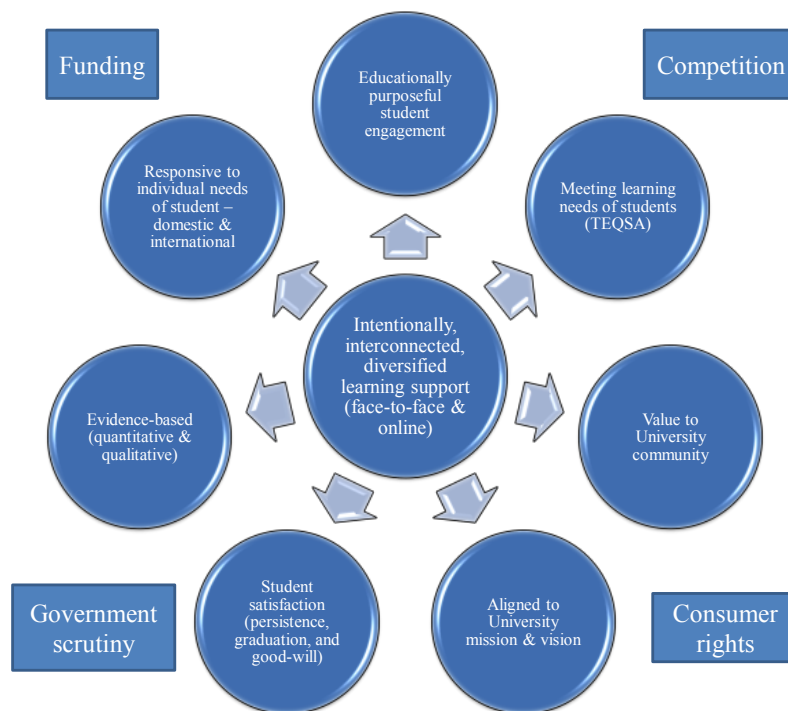 Funding
Competition
Educationally
purposeful
student
engagement
Responsive to
individual needs
of student –
domestic &
international
Meeting learning
needs of students
(TEQSA)
Intentionally,
interconnected,
diversified
learning support
(face-to-face &
online)
Evidence-based
(quantitative &
qualitative)
Value to
University
community
Student
satisfaction
(persistence,
graduation, and
good-will)
Aligned to
University
mission & vision
Government
scrutiny
Consumer
rights